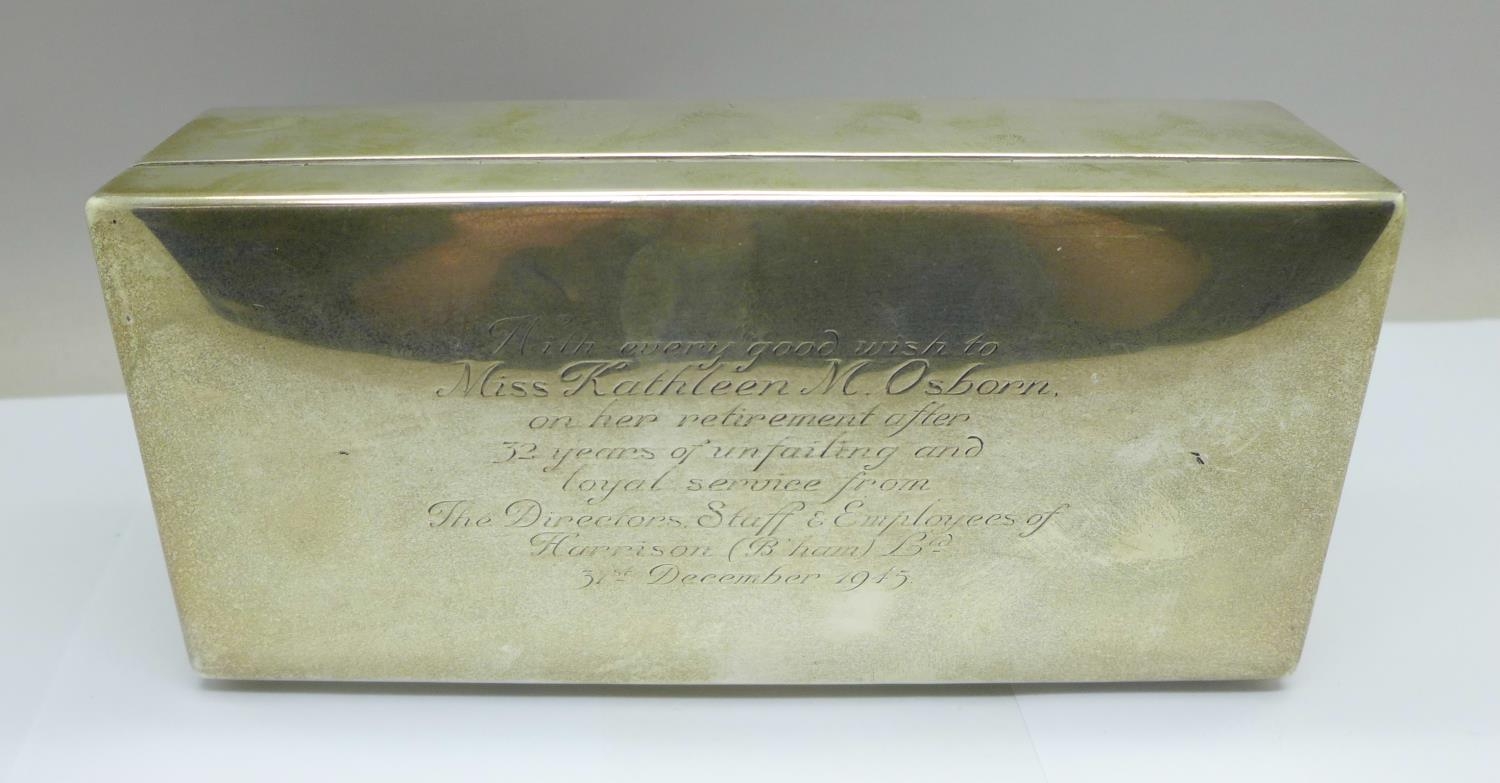 With every good wish to
Miss Kathleen M. Osborn,
on her retirement after
32 years of unfailing and
loyal service from
The Directors, Staff & Employees of
Harrison (B'ham) Ltd
31st December 1945.